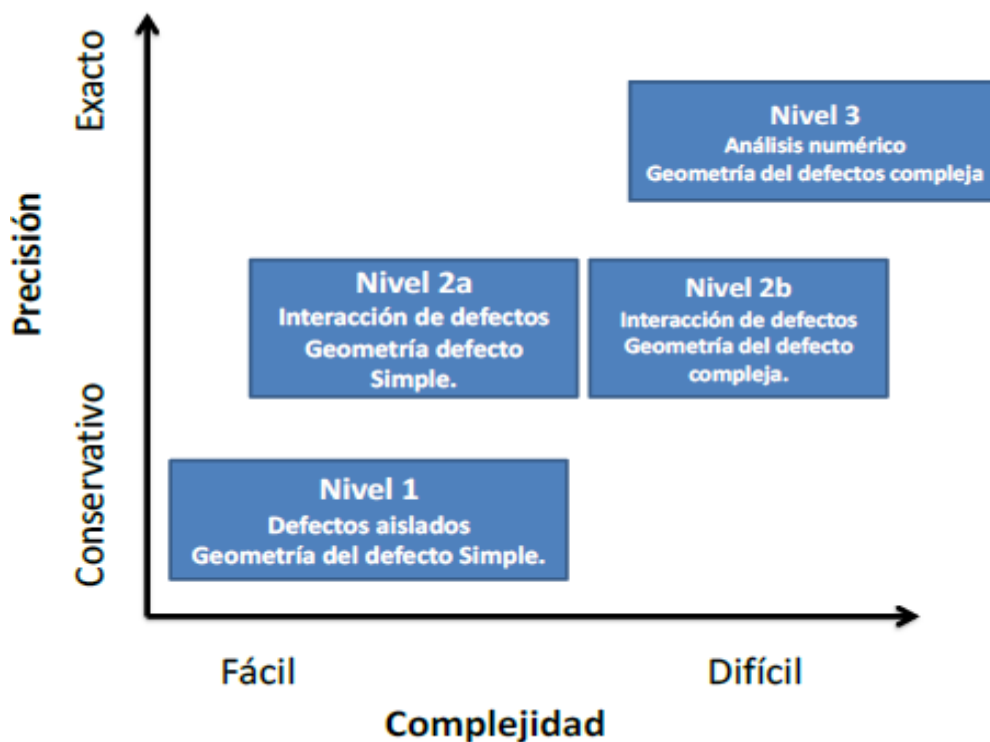 Exacto
Precisión
Conservativo
Nivel 3
Análisis numérico
Geometría del defectos compleja
Nivel 2a
Interacción de defectos
Geometría defecto
Simple.
Nivel 2b
Interacción de defectos
Geometría del defecto
compleja.
Nivel 1
Defectos aislados
Geometría del defecto Simple.
Fácil
Difícil
Complejidad